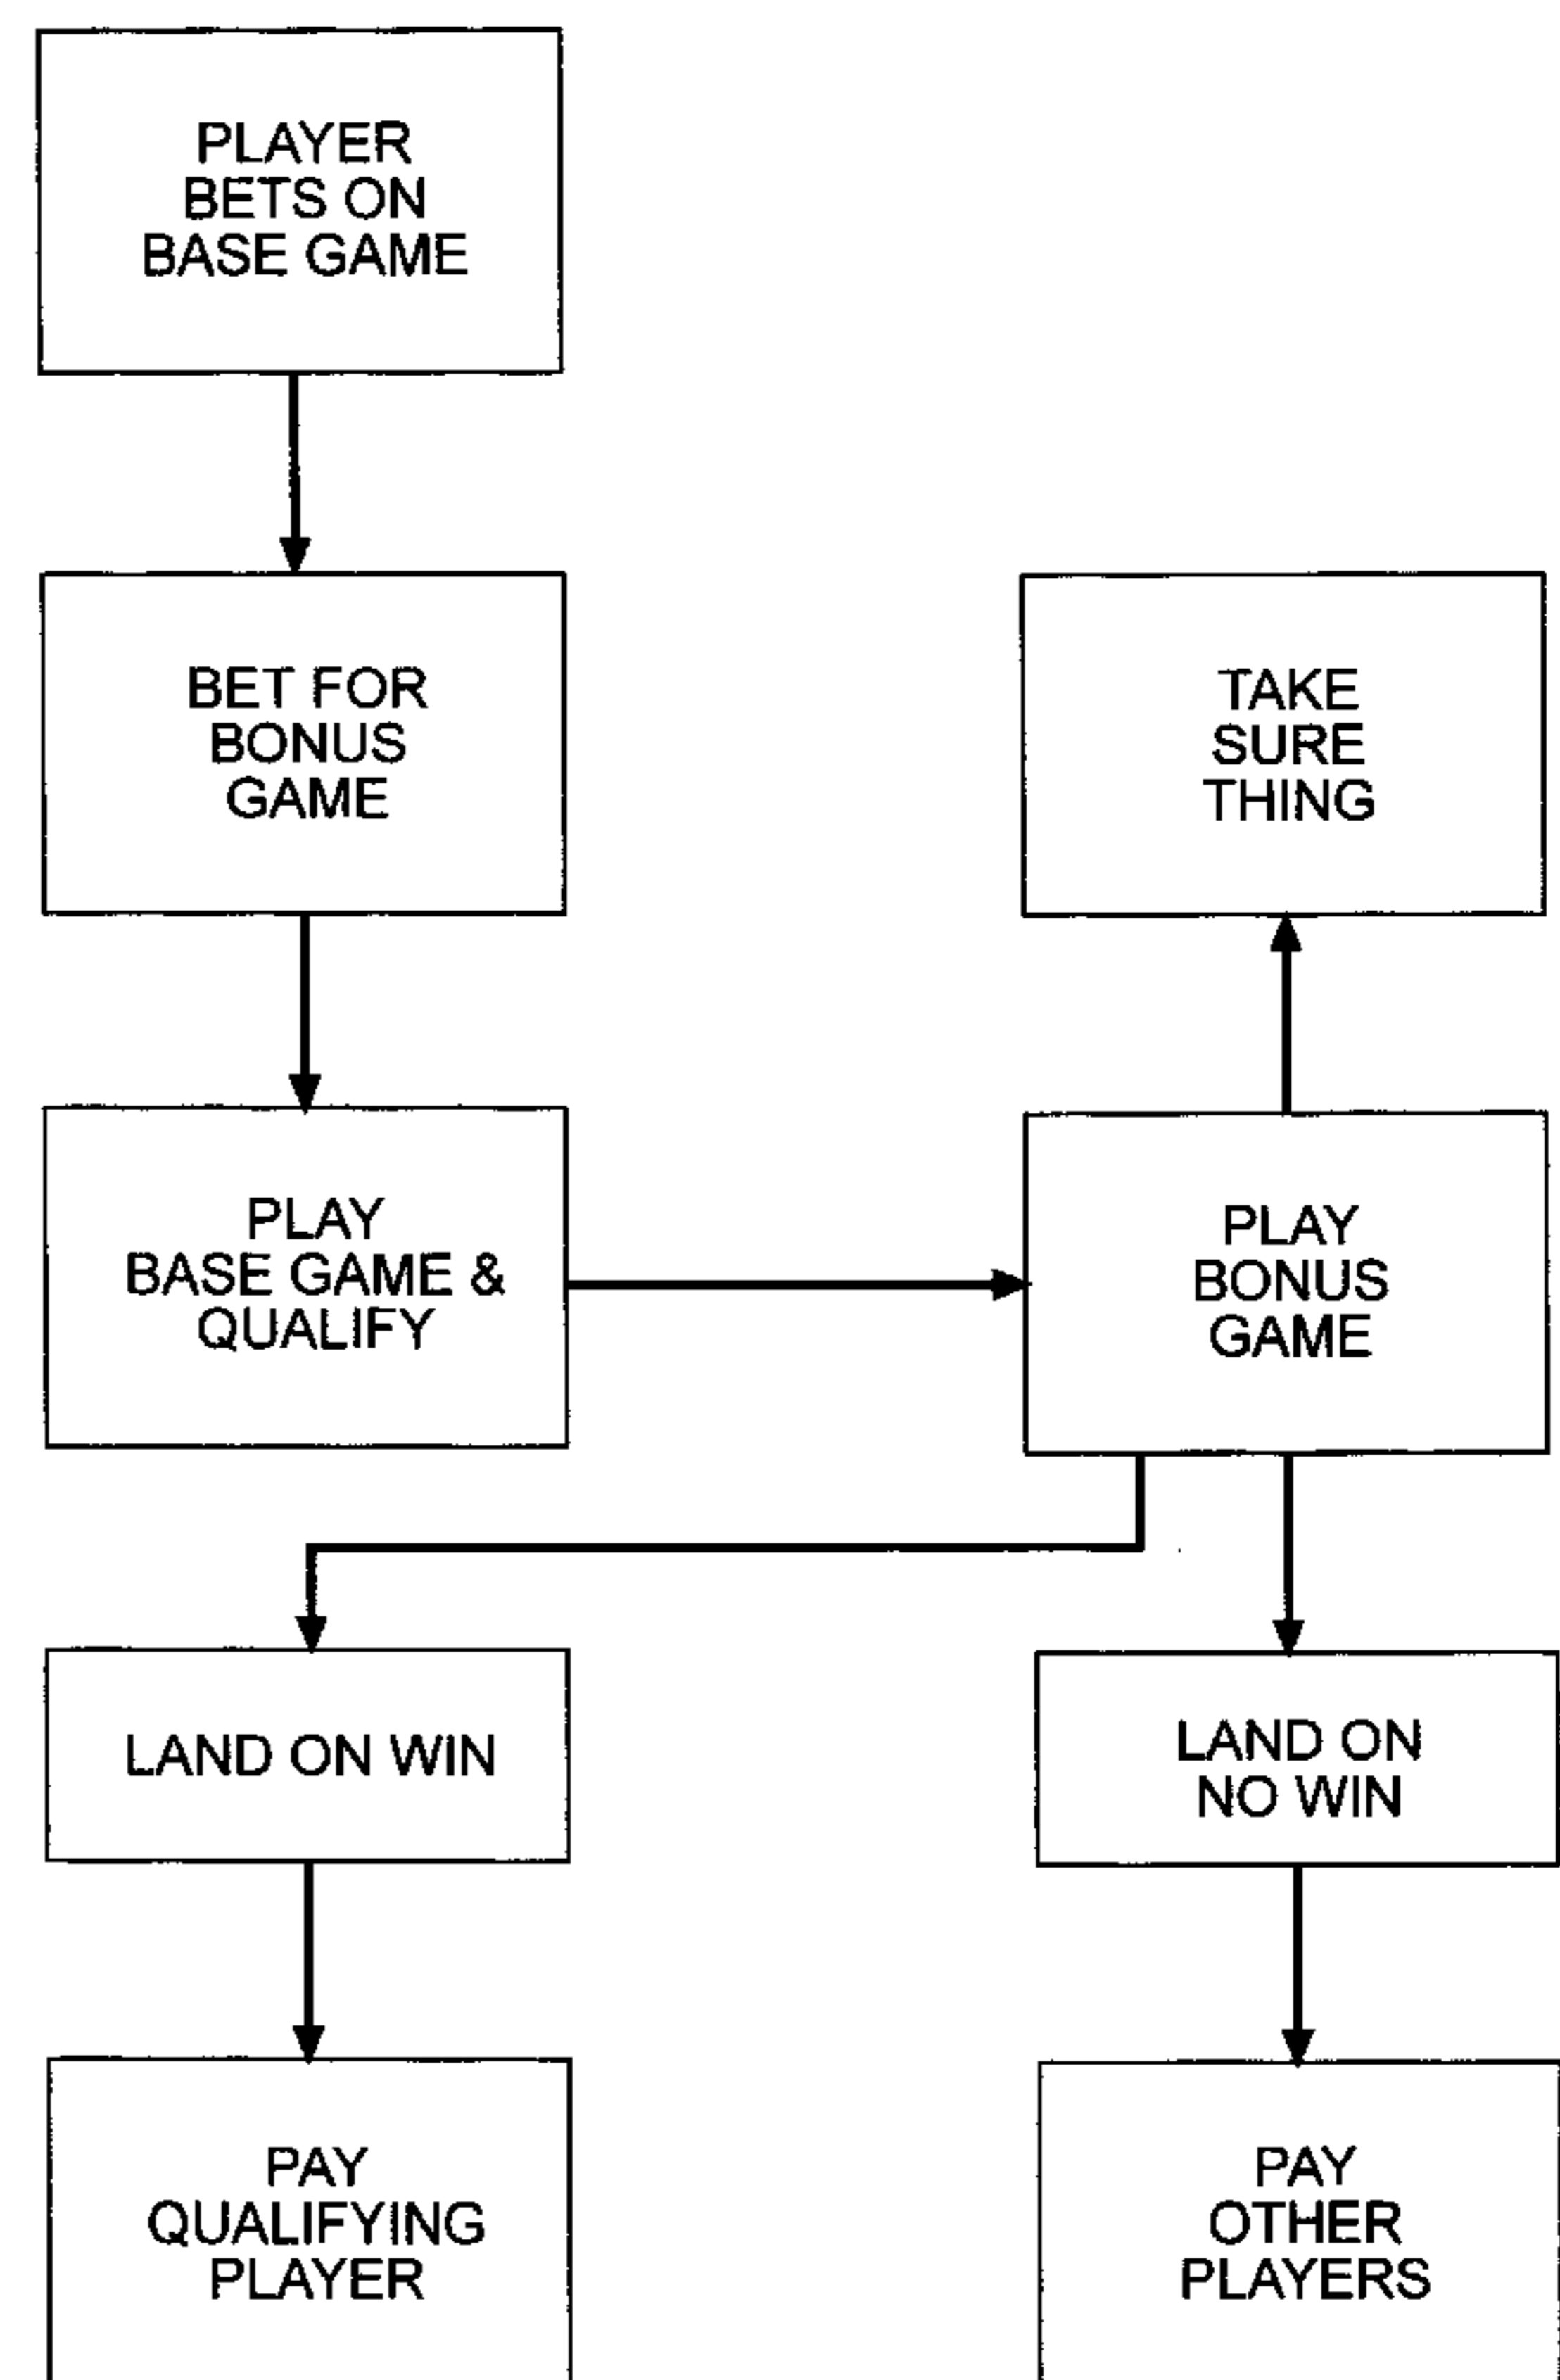 PLAYER
BETS ON
BASE GAME
BET FOR
BONUS
GAME
TAKE
SURE
THING
PLAY
BASE GAME &
QUALIFY
PLAY
BONUS
GAME
LAND ON WIN
LAND ON
NO WIN
PAY
QUALIFYING
PLAYER
PAY
OTHER
PLAYERS